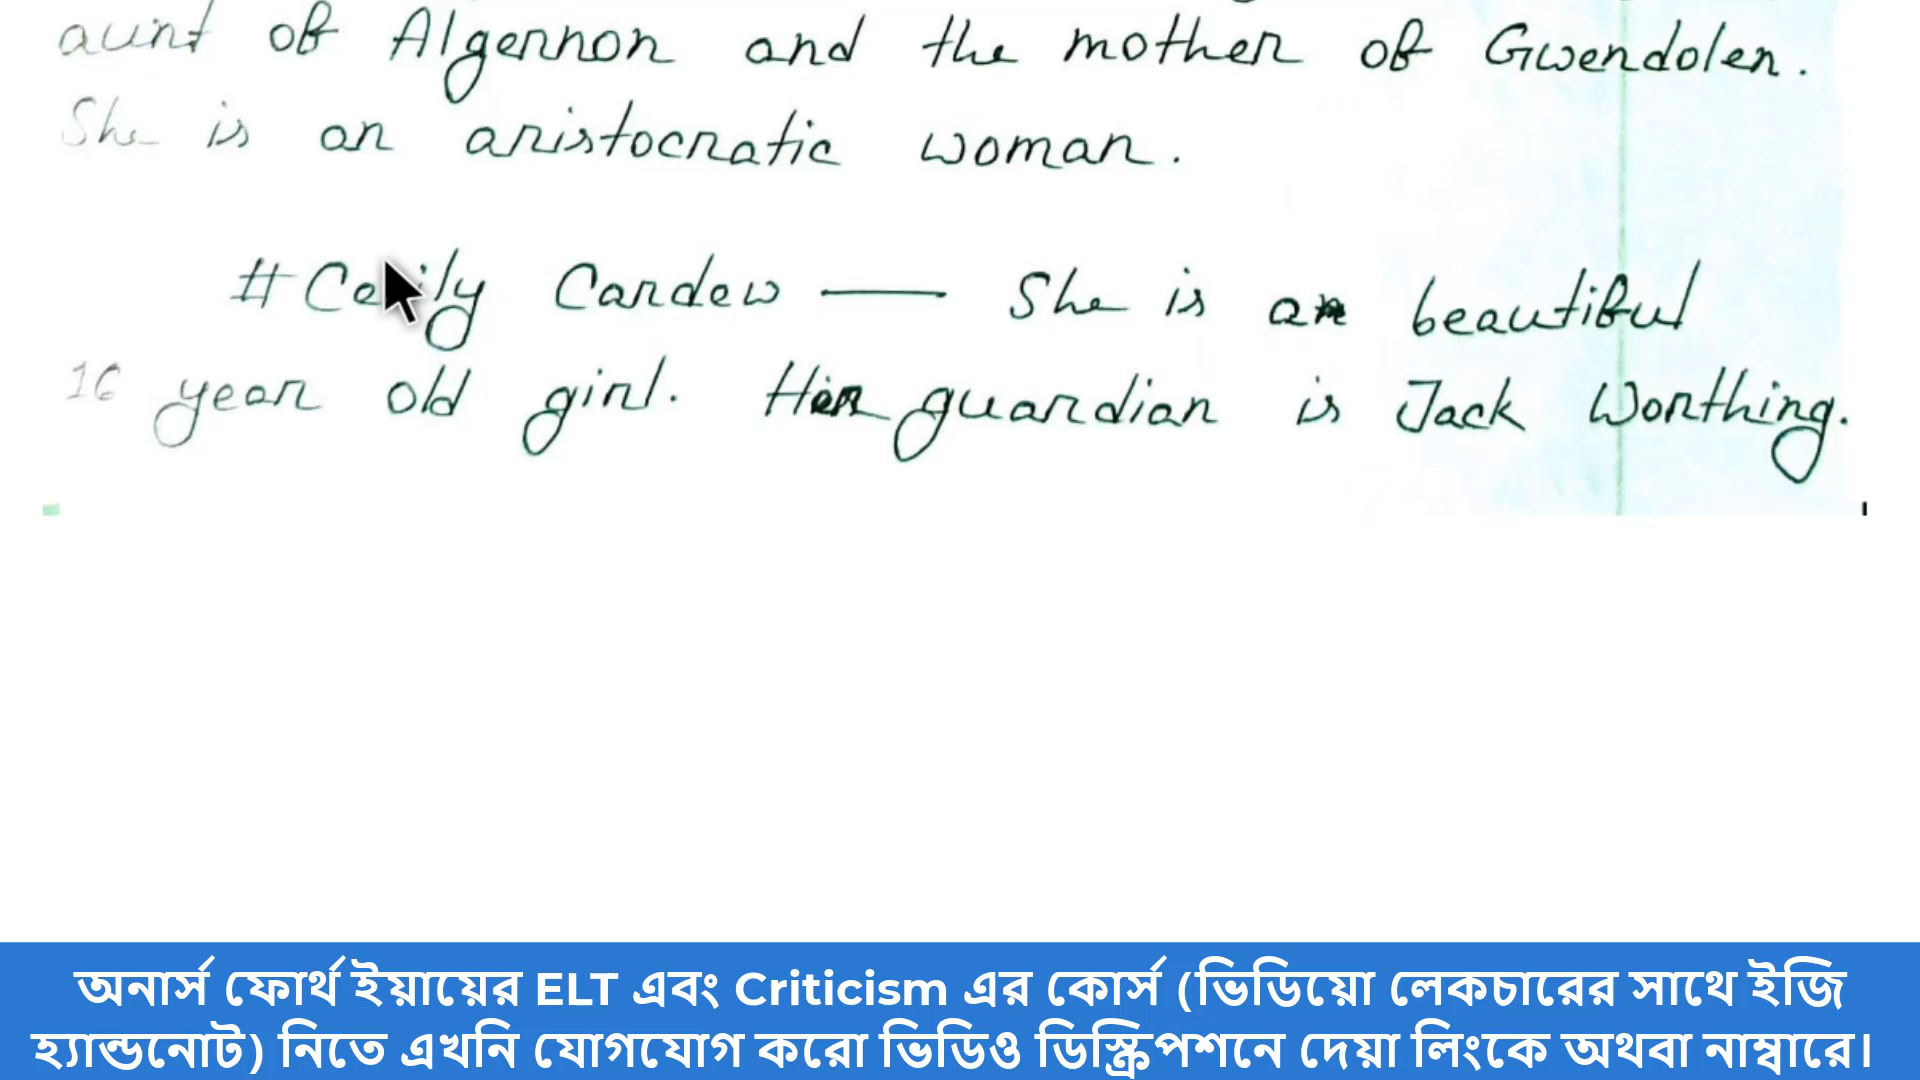 aunt of Algernon and the mother of Gwendolen.
She is an aristocratic woman.
#Cecily Cardew — She is a beautiful
16 year old girl. Her guardian is Jack Worthing.
অনার্স ফোর্থ ইয়ায়ের ELT এবং Criticism এর কোর্স (ভিডিয়ো লেকচারের সাথে ইজি
হ্যান্ডনোট) নিতে এখনি যোগযোগ করো ভিডিও ডিস্ক্রিপশনে দেয়া লিংকে অথবা নাম্বারে।